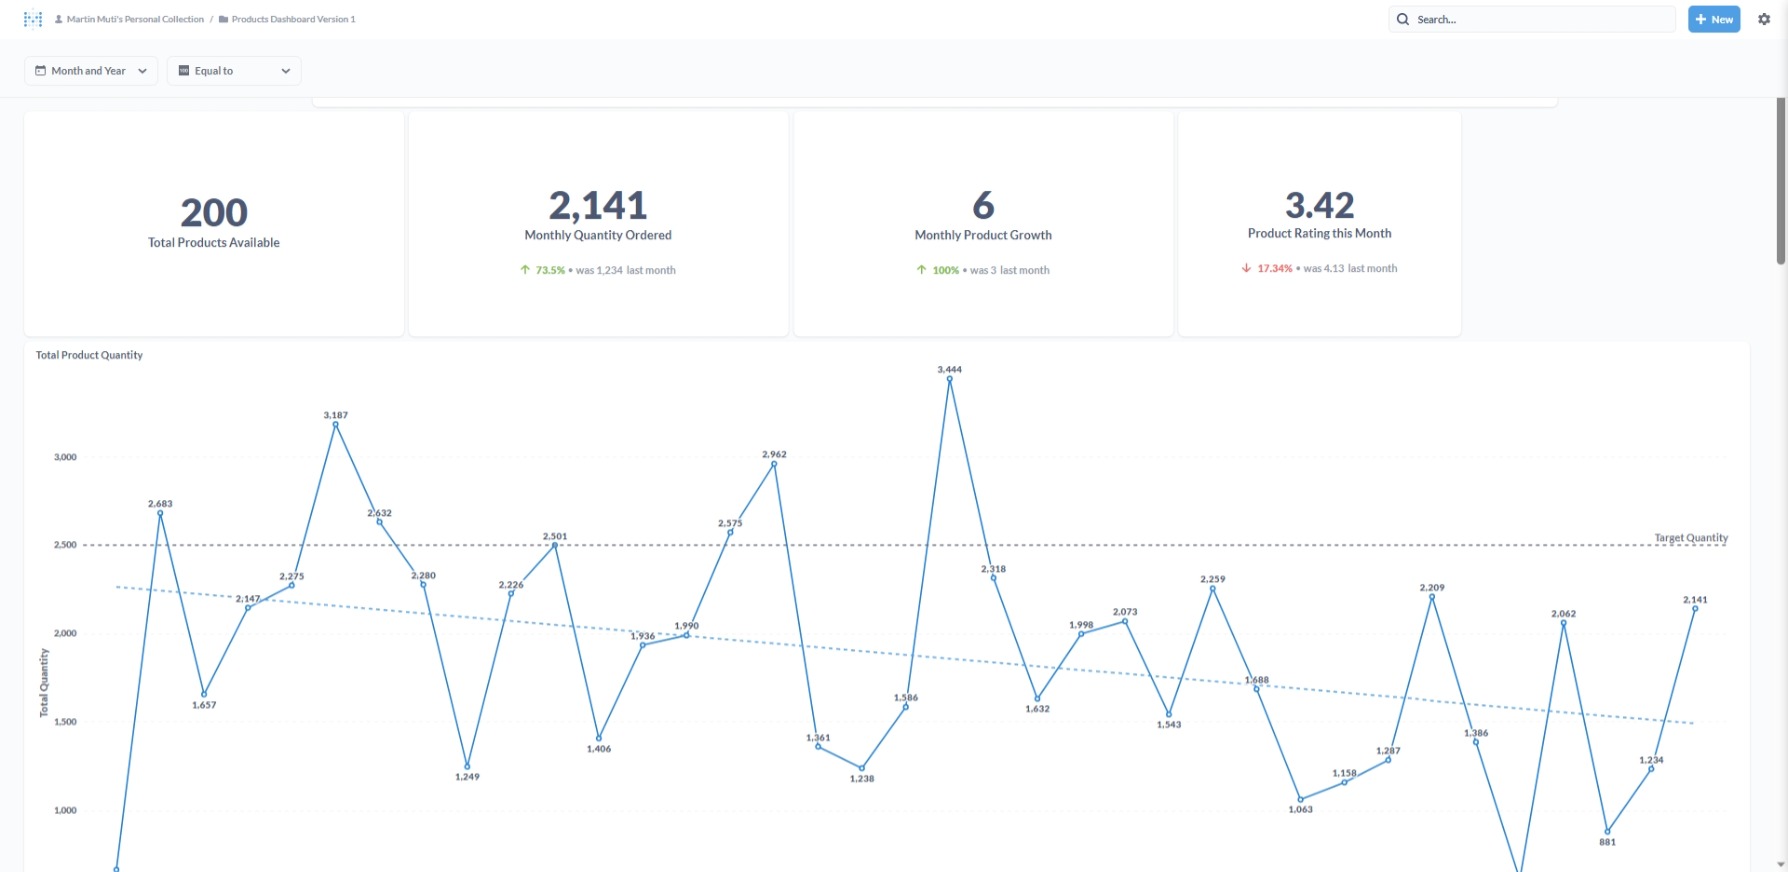 Martin Muti's Personal Collection / Products Dashboard Version 1
Search...
+ New
Month and Year
Equal to
200
Total Products Available
2,141
Monthly Quantity Ordered
↑ 73.5% • was 1,234 last month
6
Monthly Product Growth
↑ 100% • was 3 last month
3.42
Product Rating this Month
↓ 17.34% • was 4.13 last month
Total Product Quantity
3,444
3,187
3,000
2,962
2,683
2,632
2,575
2,501
2,500
Target Quantity
2,318
2,275
2,280
2,259
2,226
2,209
2,147
2,141
2,073
2,062
1,998
1,990
1,936
2,000
1,688
1,657
1,632
1,586
1,543
1,500
1,406
1,386
1,361
1,287
1,249
1,238
1,234
1,158
1,063
1,000
881
Total Quantity